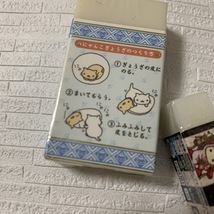 べにゃんこぎょうざのつくり方
①ぎょうざの皮に
のる。
②まいてもらう。
③ふみふみして
皮をとじる。